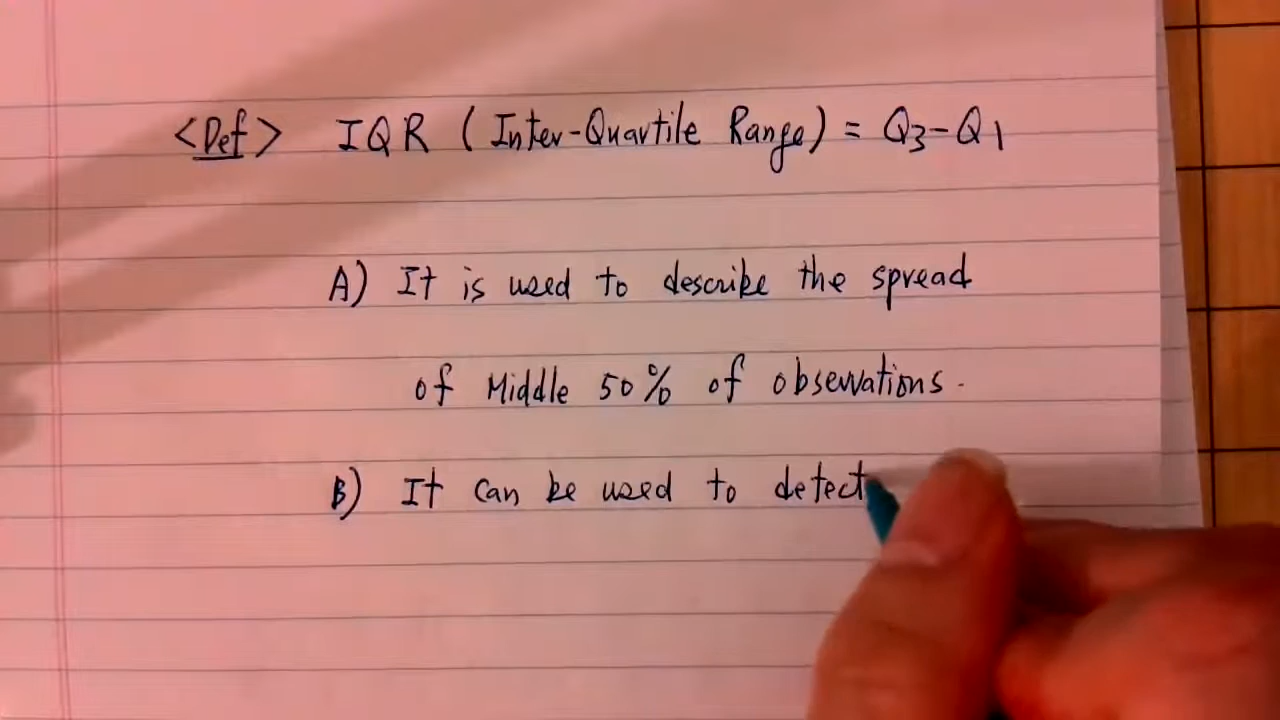 <Def> IQR (Inter-Quartile Range) = Q3-Q1
A) It is used to describe the spread
of Middle 50% of observations.
B) It can be used to detect